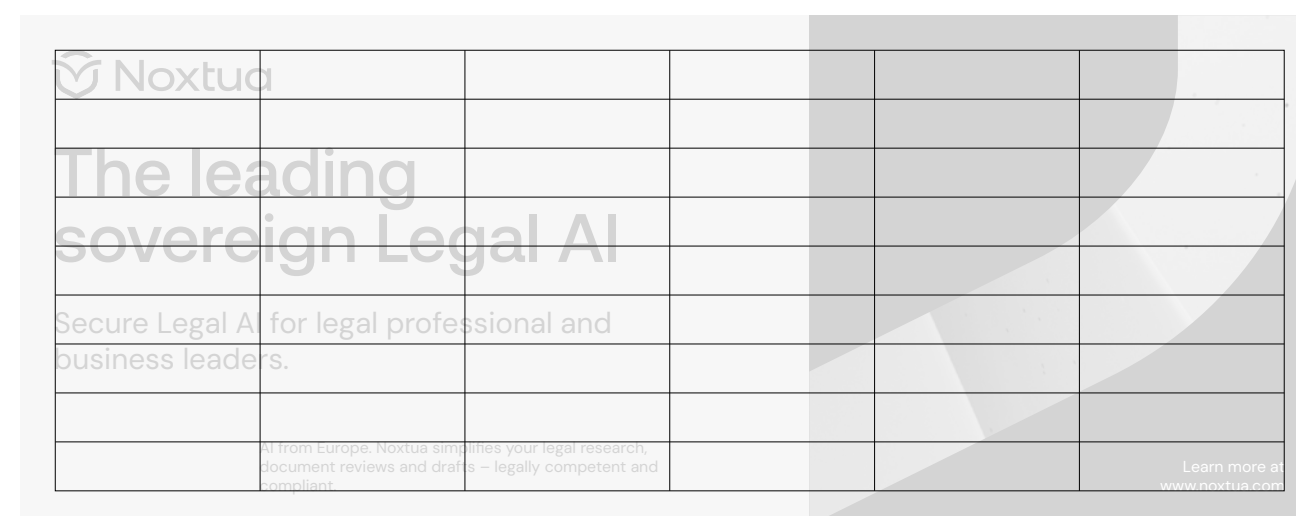 Noxtua
The leading
sovereign Legal AI
Secure Legal AI for legal professional and
business leaders.
AI from Europe. Noxtua simplifies your legal research,
document reviews and drafts – legally competent and
compliant.
Learn more at
www.noxtua.com